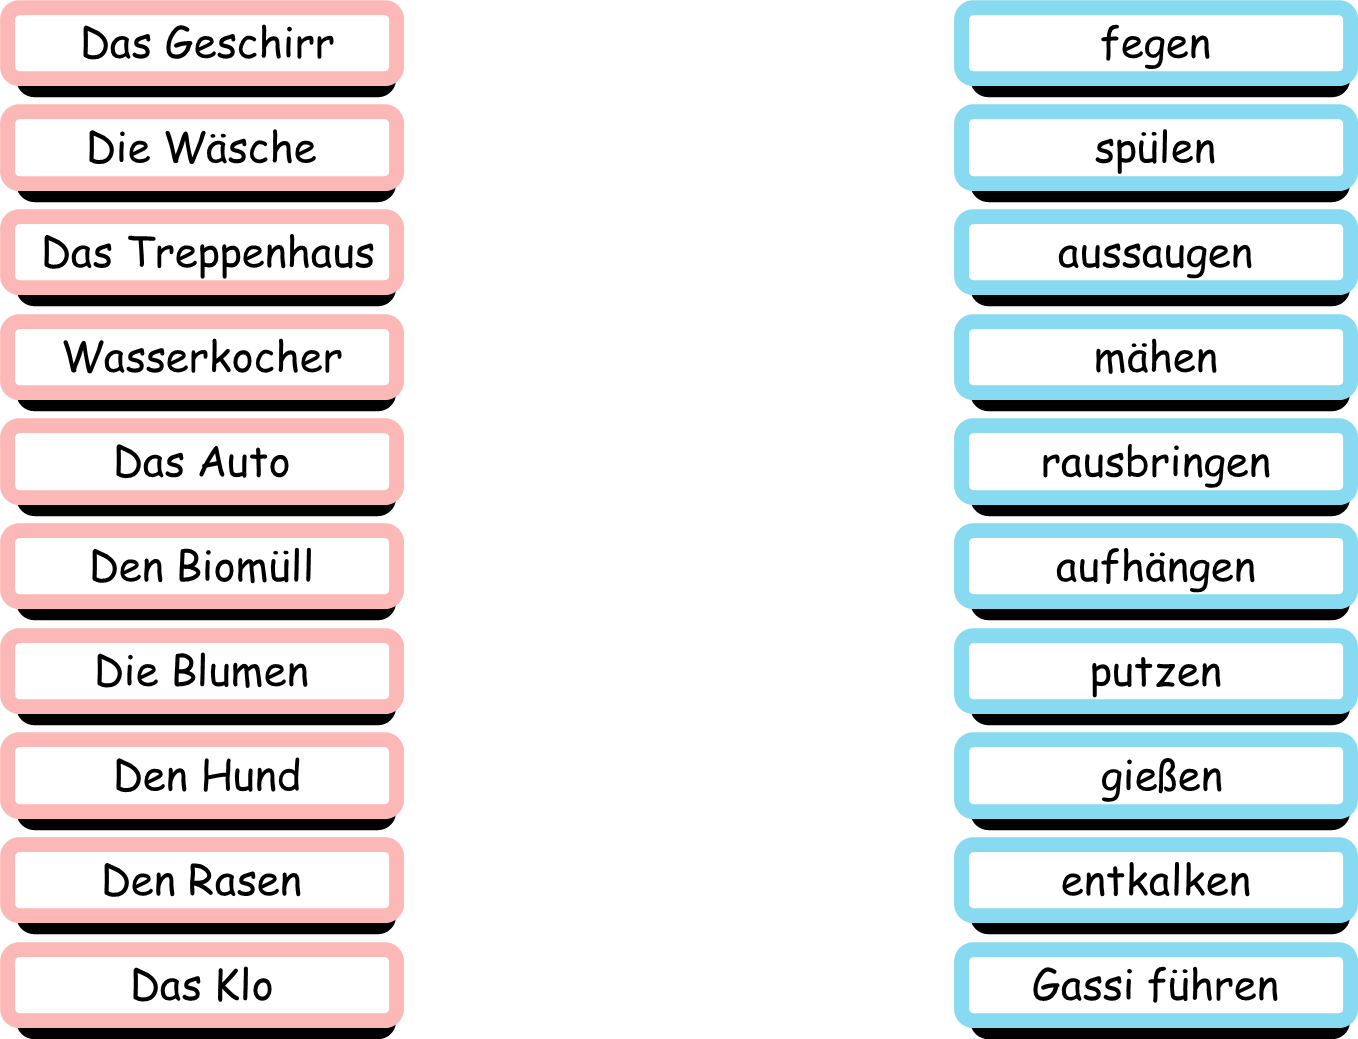 Das Geschirr
fegen
Die Wäsche
spülen
Das Treppenhaus
aussaugen
Wasserkocher
mähen
Das Auto
rausbringen
Den Biomüll
aufhängen
Die Blumen
putzen
Den Hund
gießen
Den Rasen
entkalken
Das Klo
Gassi führen